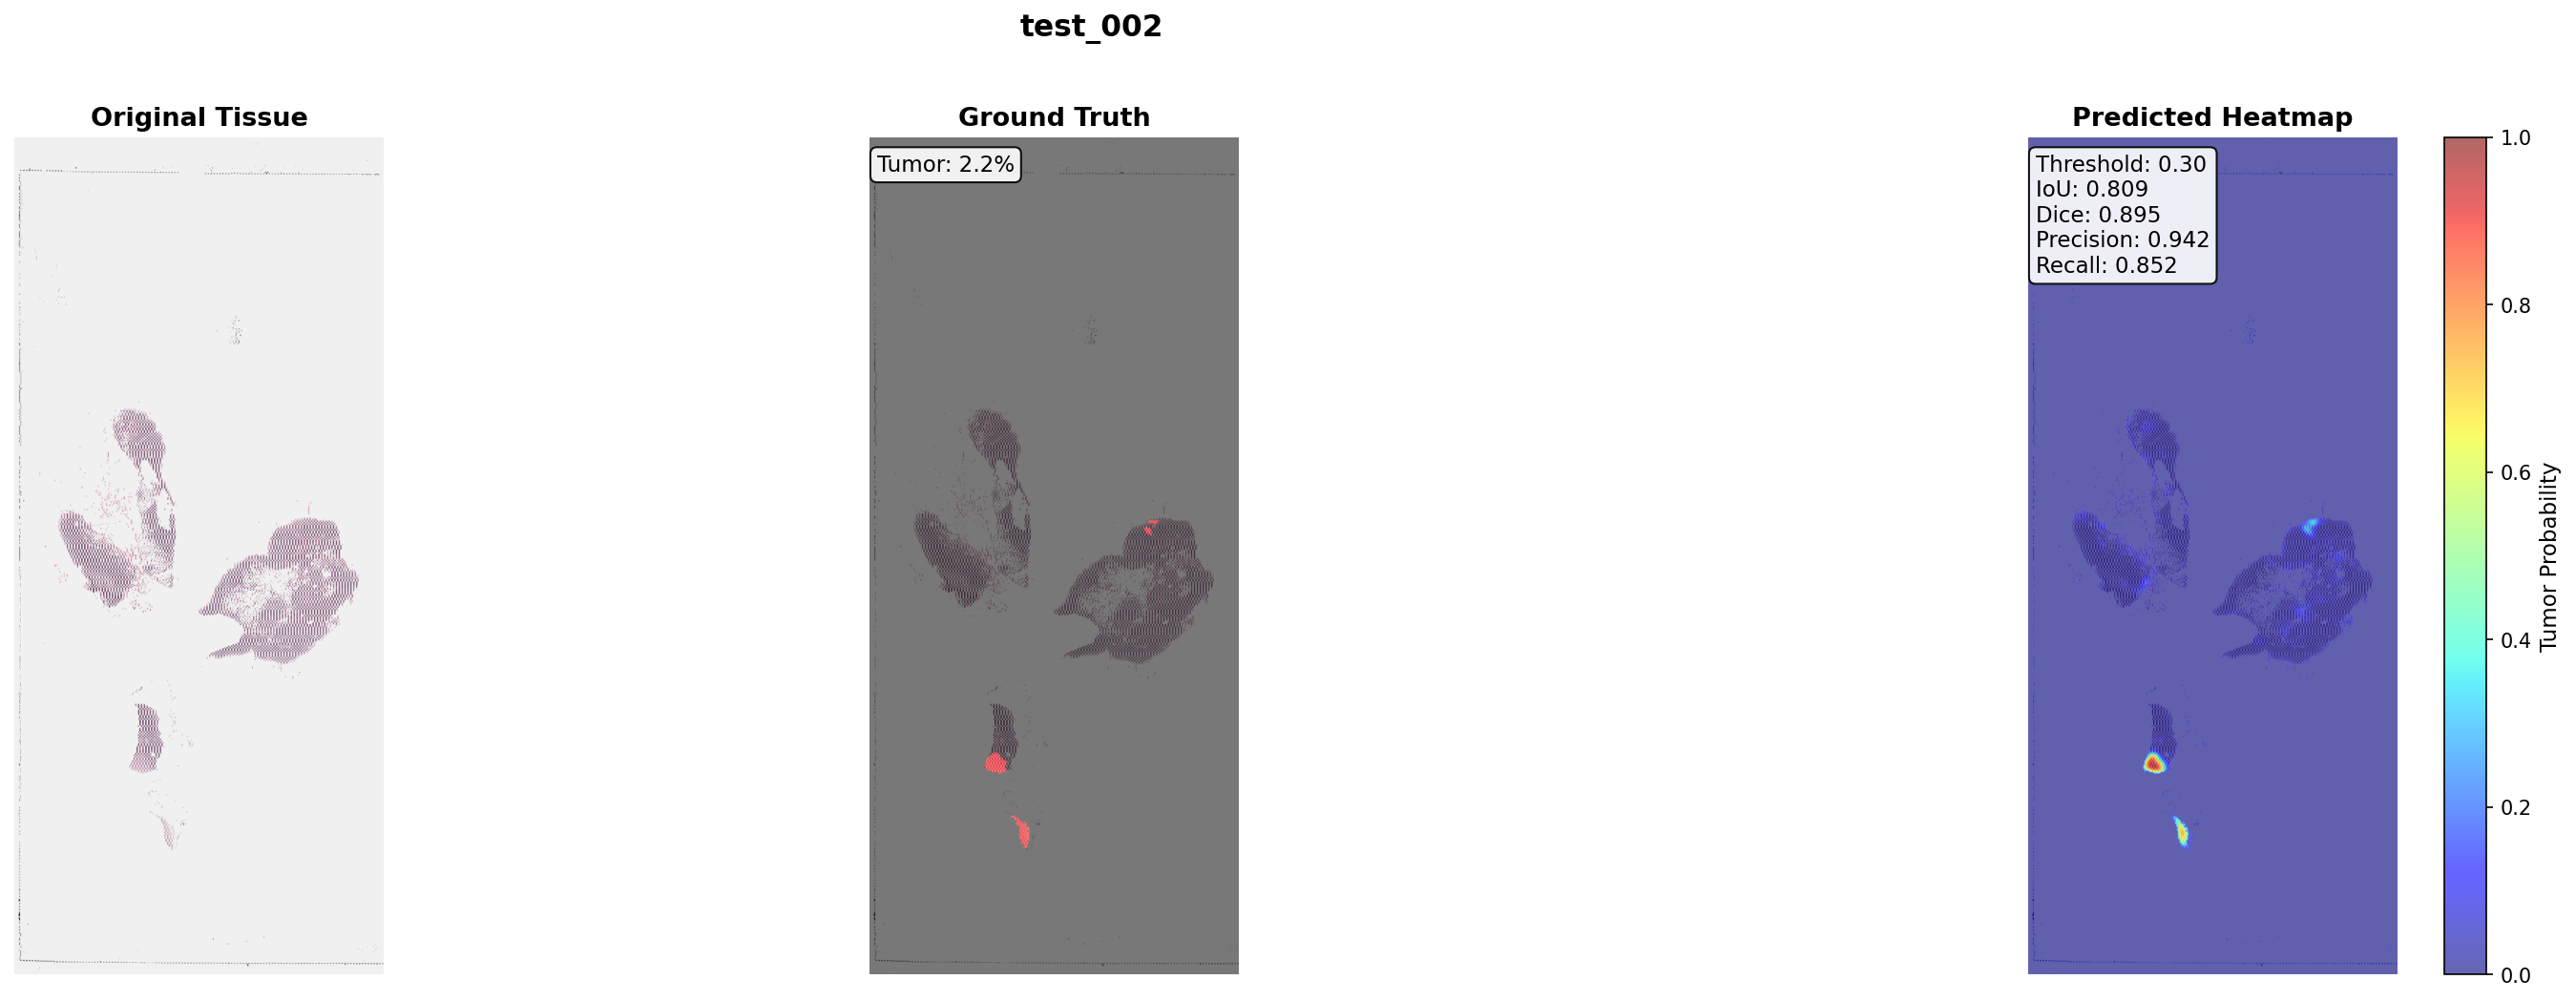 test_002
Original Tissue
Ground Truth
Tumor: 2.2%
Predicted Heatmap
Threshold: 0.30
IoU: 0.809
Dice: 0.895
Precision: 0.942
Recall: 0.852
1.0
0.8
0.6
0.4
0.2
0.0
Tumor Probability